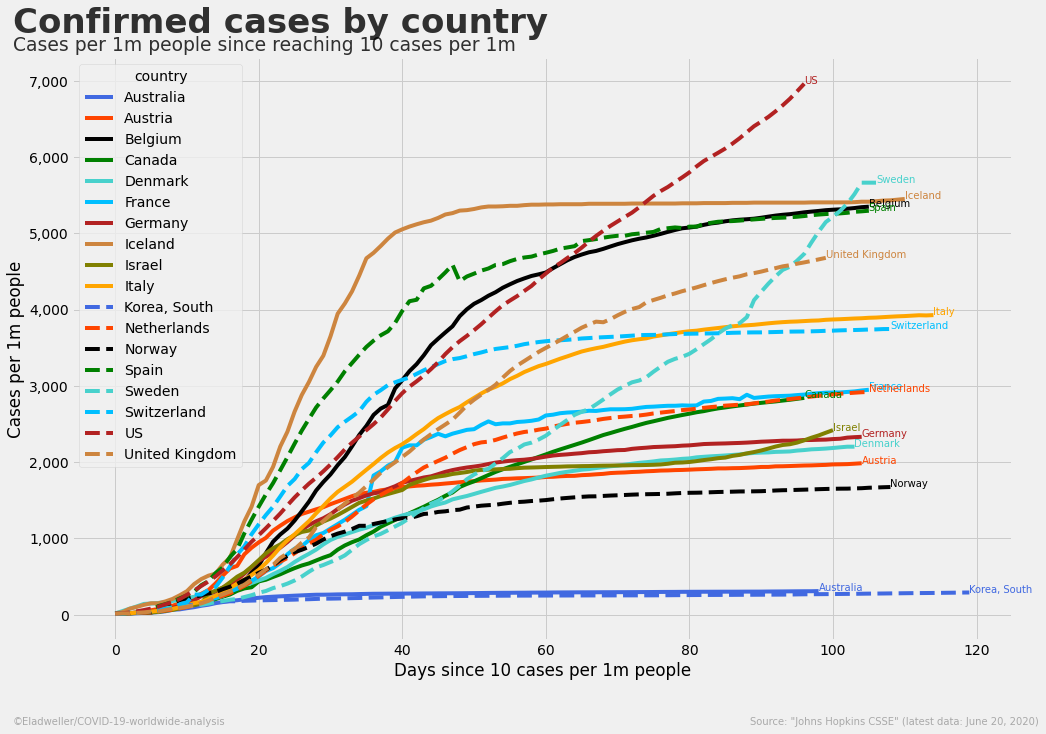 Confirmed cases by country
Cases per 1m people since reaching 10 cases per 1m
country
Australia
Austria
Belgium
Canada
Denmark
France
Germany
Iceland
Israel
Italy
Korea, South
Netherlands
Norway
Spain
Sweden
Switzerland
US
United Kingdom
7,000
6,000
5,000
4,000
3,000
2,000
1,000
0
Cases per 1m people
US
Sweden
Iceland
Belgium
Spain
United Kingdom
Italy
Switzerland
France
Netherlands
Canada
Israel
Germany
Denmark
Austria
Norway
Australia
Korea, South
0 20 40 60 80 100 120
Days since 10 cases per 1m people
©Eladweller/COVID-19-worldwide-analysis
Source: "Johns Hopkins CSSE" (latest data: June 20, 2020)